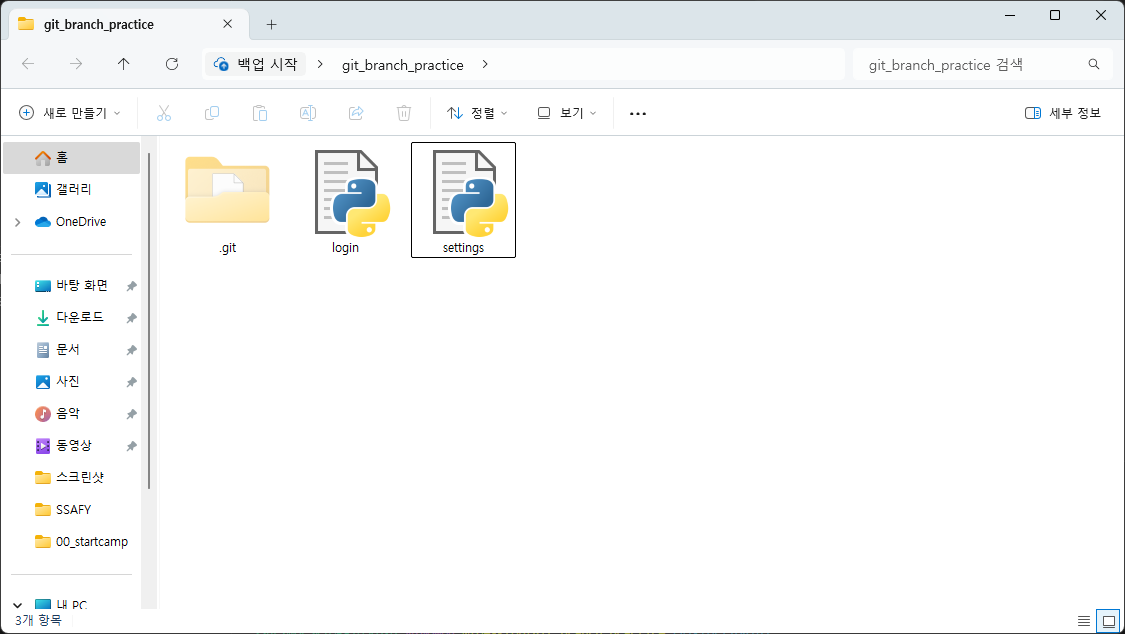 git_branch_practice
백업 시작
git_branch_practice
git_branch_practice 검색
새로 만들기
정렬
보기
세부 정보
홈
갤러리
OneDrive
바탕 화면
다운로드
문서
사진
음악
동영상
스크린샷
SSAFY
00_startcamp
내 PC
.git
login
settings
3개 항목